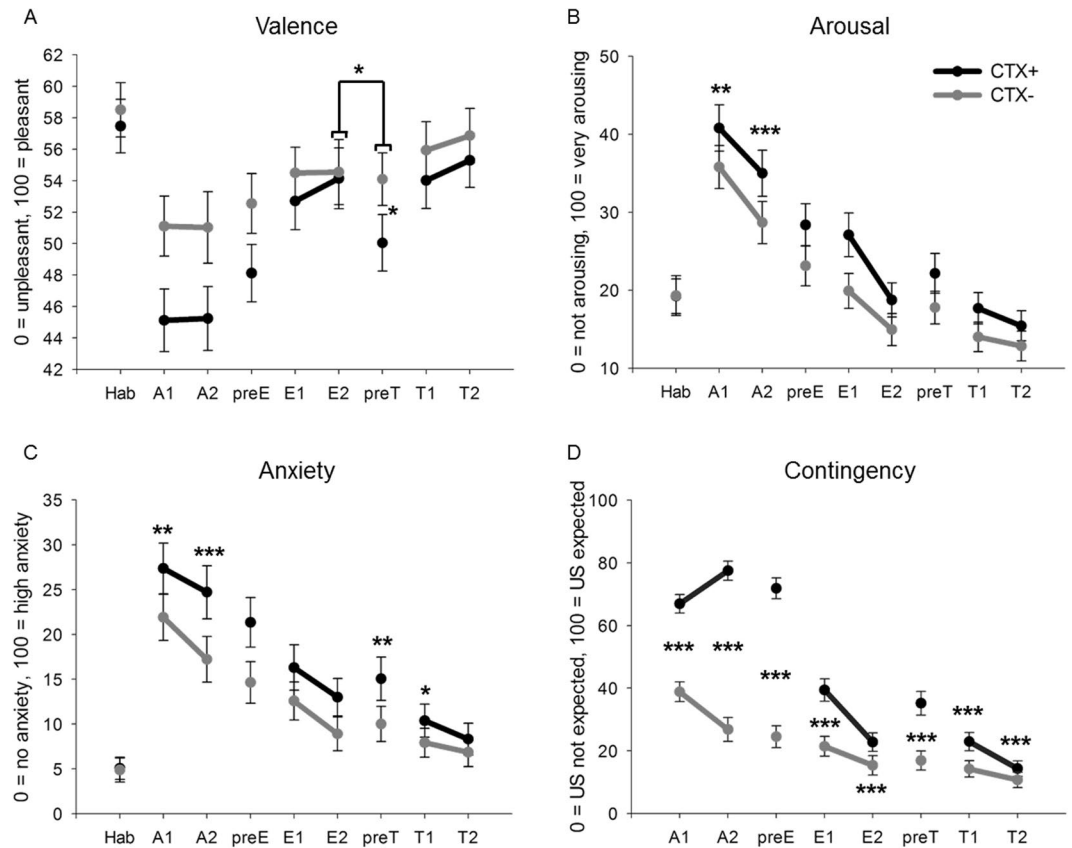 A
Valence
0 = unpleasant, 100 = pleasant
62
60
58
56
54
52
50
48
46
44
42
*
*
Hab A1 A2 preE E1 E2 preT T1 T2
B
Arousal
0 = not arousing, 100 = very arousing
50
40
30
20
10
**
***
CTX+
CTX-
Hab A1 A2 preE E1 E2 preT T1 T2
C
Anxiety
0 = no anxiety, 100 = high anxiety
35
30
25
20
15
10
5
0
**
***
**
*
Hab A1 A2 preE E1 E2 preT T1 T2
D
Contingency
0 = US not expected, 100 = US expected
100
80
60
40
20
0
***
***
***
***
***
***
***
***
A1 A2 preE E1 E2 preT T1 T2